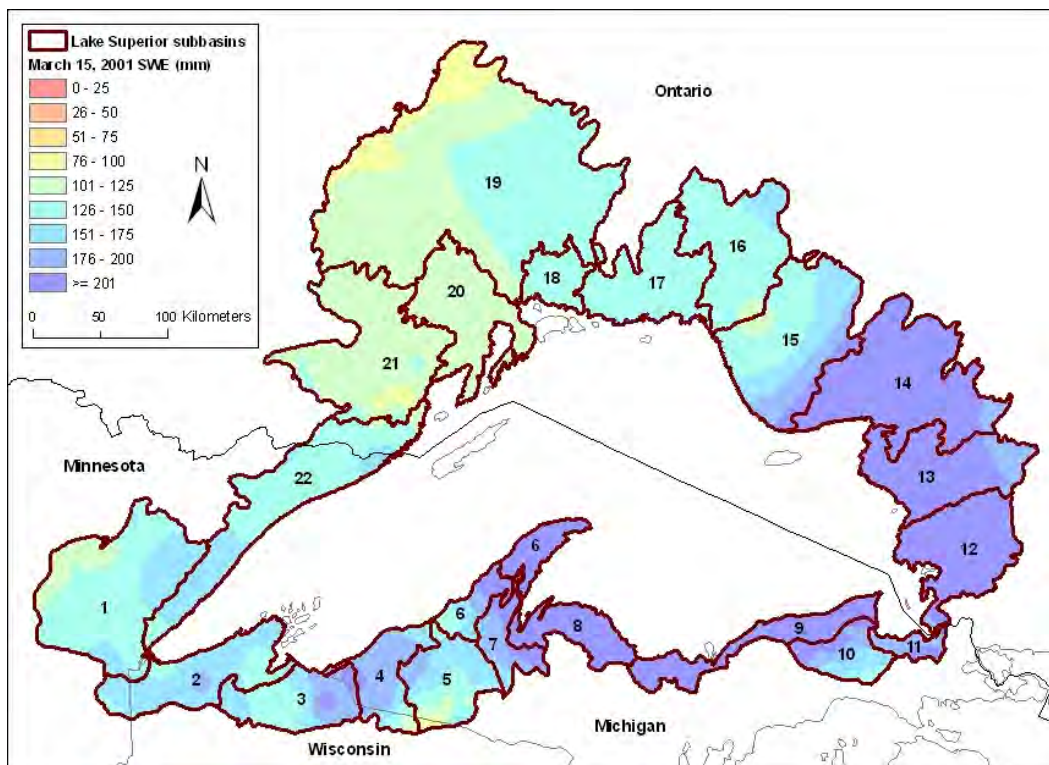 Lake Superior subbasins
March 15, 2001 SWE (mm)
0 - 25
26 - 50
51 - 75
76 - 100
101 - 125
126 - 150
151 - 175
176 - 200
>= 201
N
0 50 100 Kilometers
Ontario
19
16
18
17
20
15
21
14
Minnesota
22
13
12
6
1
6
8
9
7
11
10
2
4
5
3
Michigan
Wisconsin